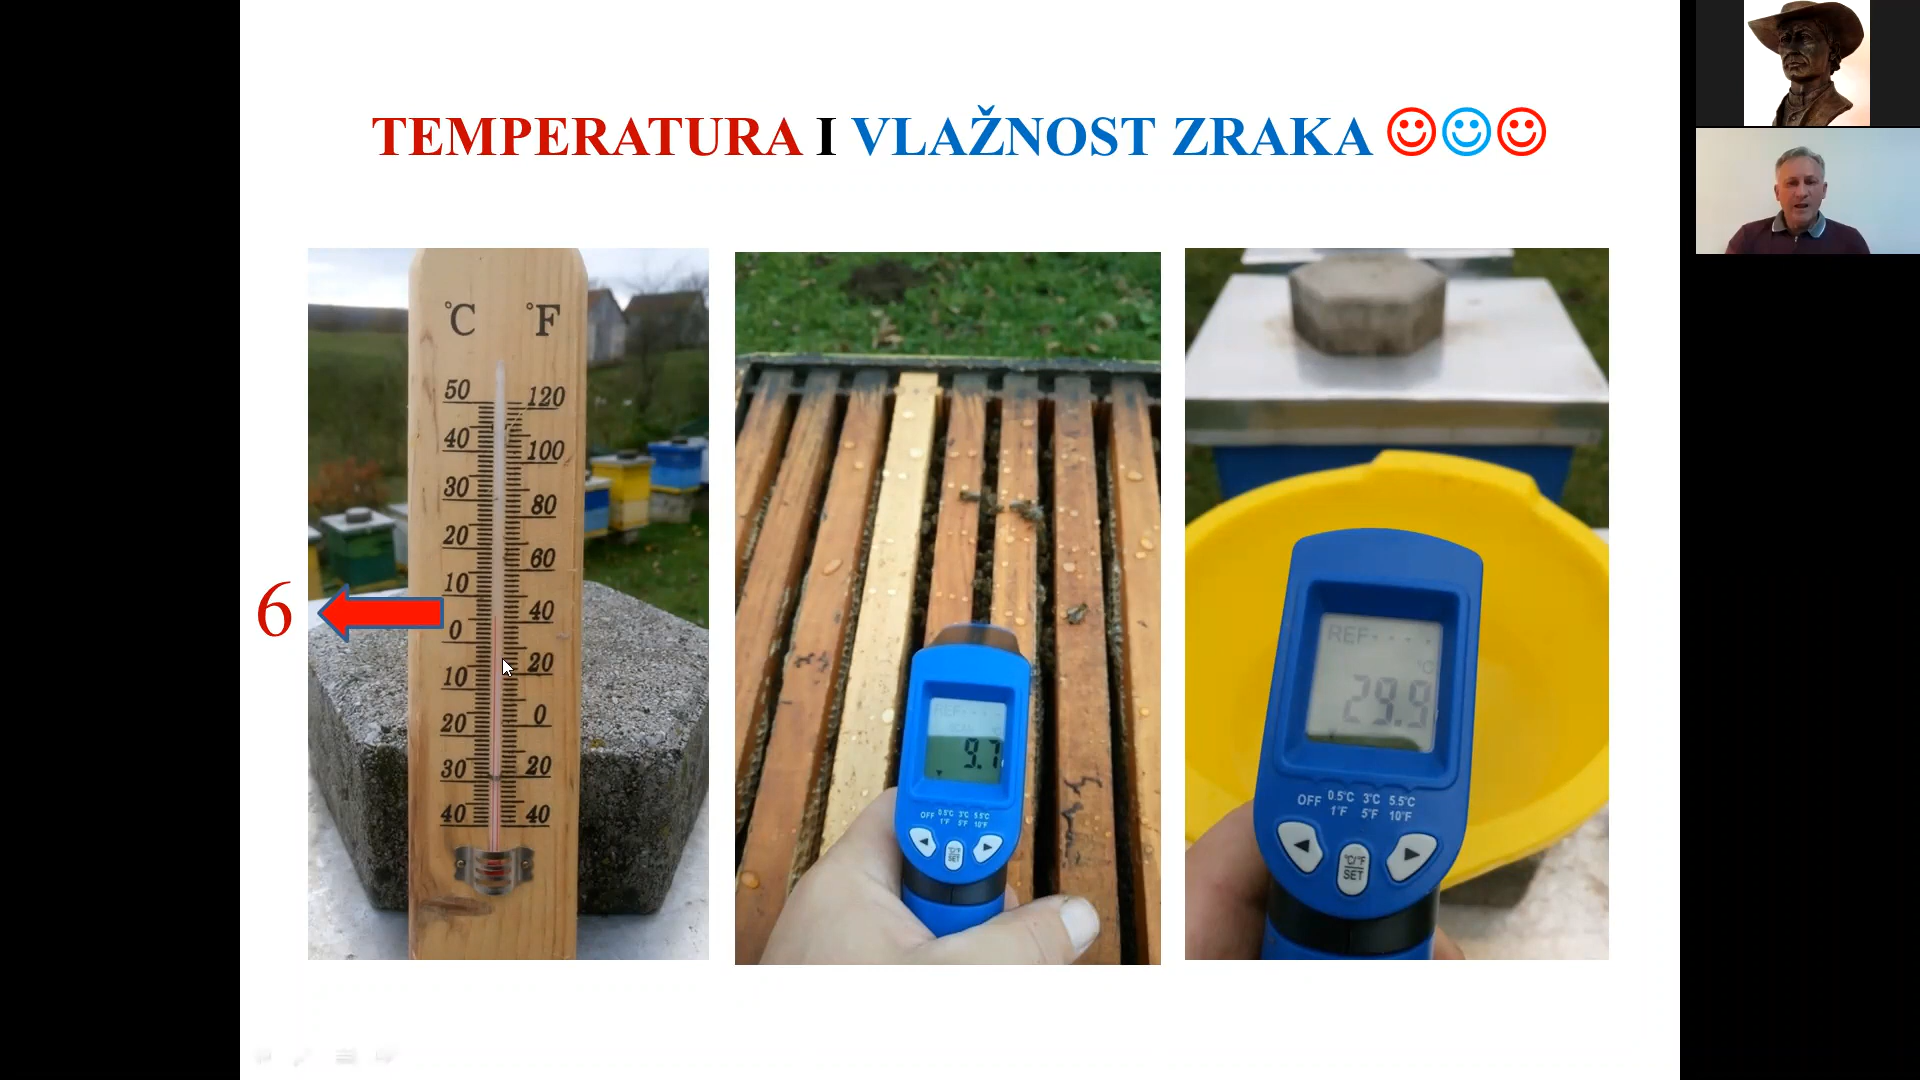 TEMPERATURA I VLAŽNOST ZRAKA
6
°C °F
50 120
40 100
30 80
20 60
10 40
0 20
10 0
20 20
30 40
40
9.7
OFF 0.5°C 3°C 5.5°C
1°F 5°F 10°F
°C/°F
SET
REF----
°C
29.9
OFF 0.5°C 3°C 5.5°C
1°F 5°F 10°F
°C/°F
SET